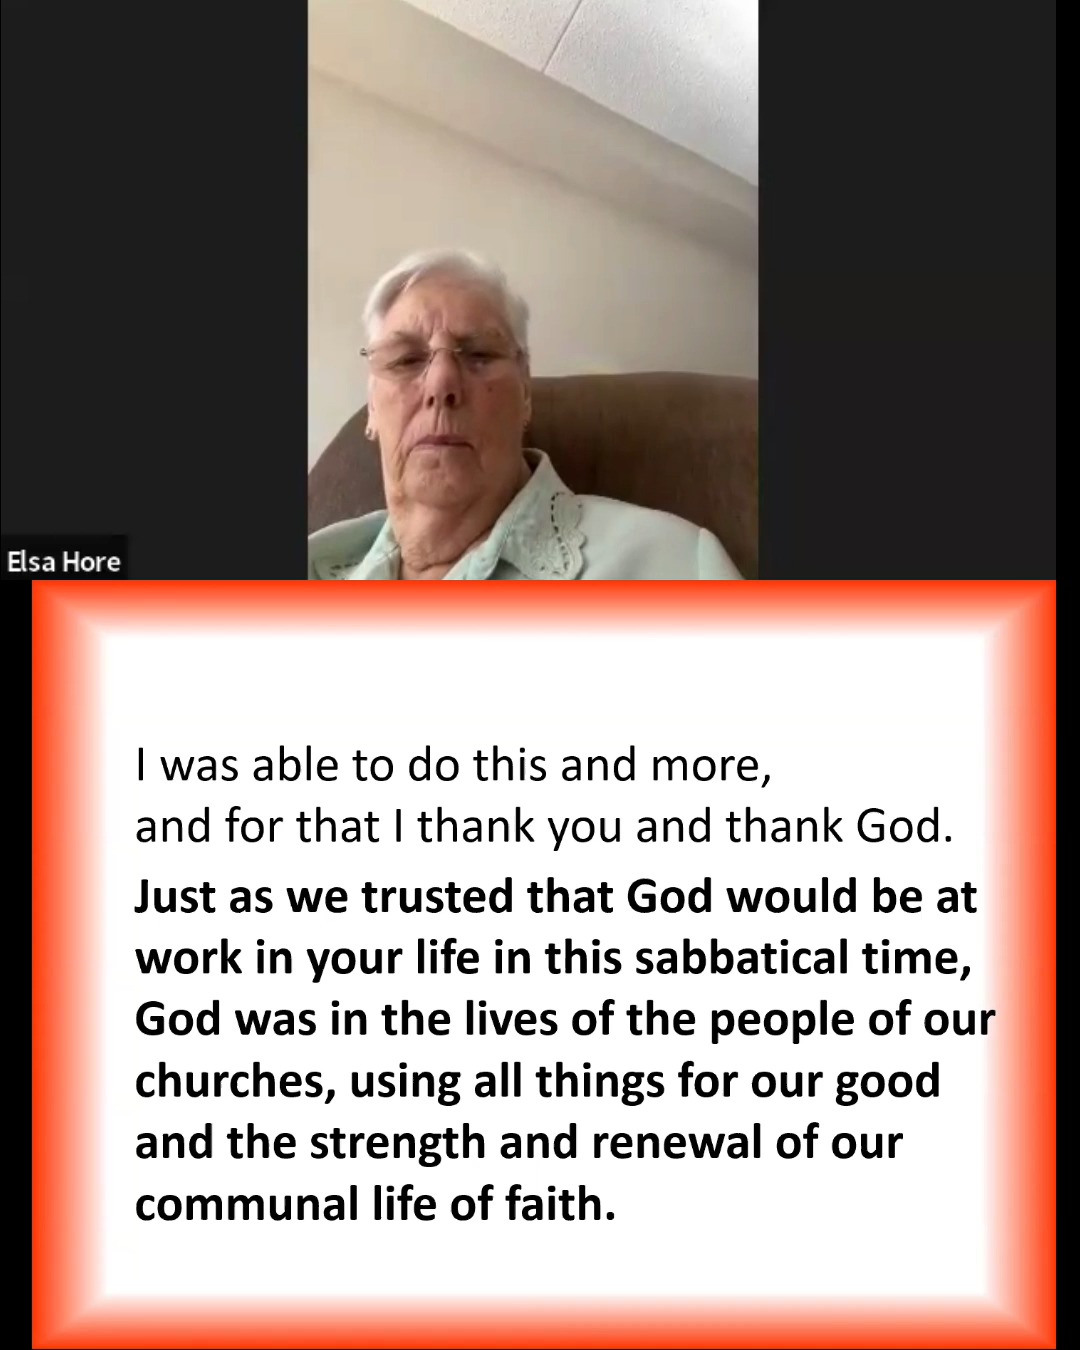 Elsa Hore
I was able to do this and more,
and for that I thank you and thank God.
Just as we trusted that God would be at
work in your life in this sabbatical time,
God was in the lives of the people of our
churches, using all things for our good
and the strength and renewal of our
communal life of faith.